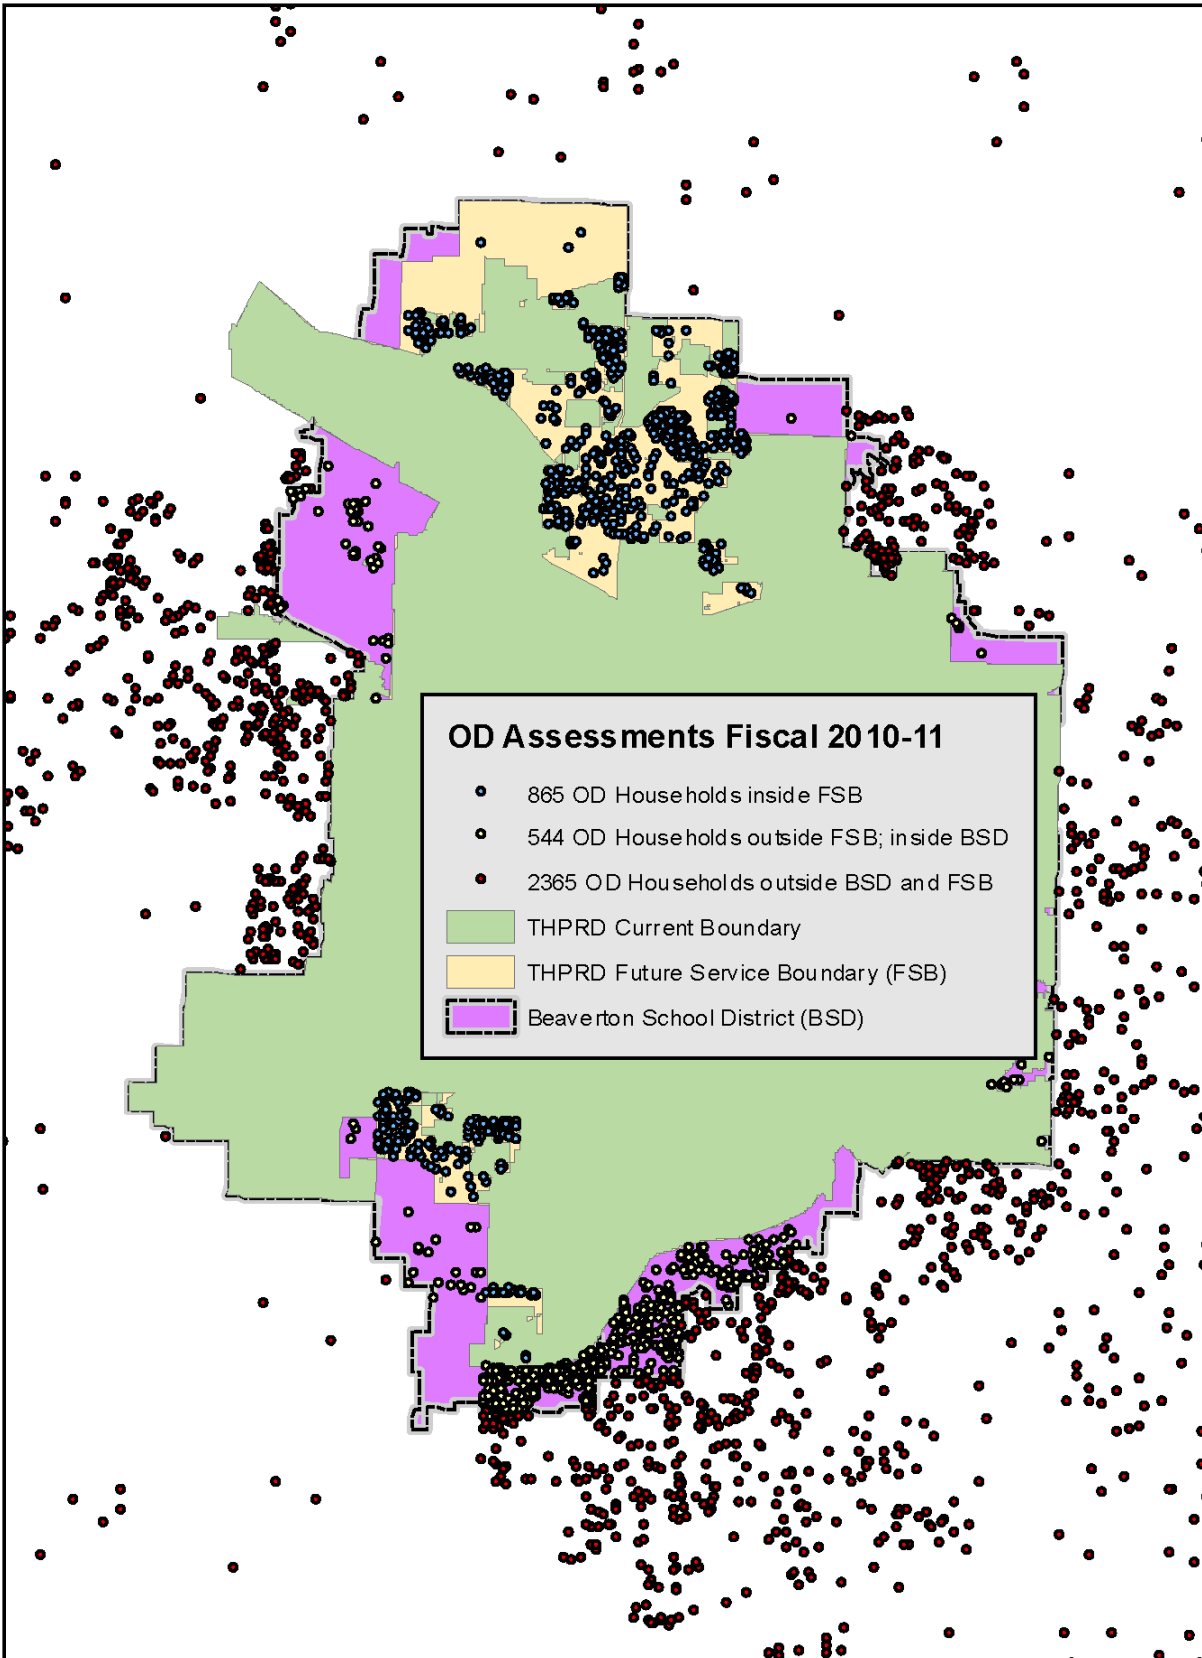 OD Assessments Fiscal 2010-11
865 OD Households inside FSB
544 OD Households outside FSB; inside BSD
2365 OD Households outside BSD and FSB
THPRD Current Boundary
THPRD Future Service Boundary (FSB)
Beaverton School District (BSD)